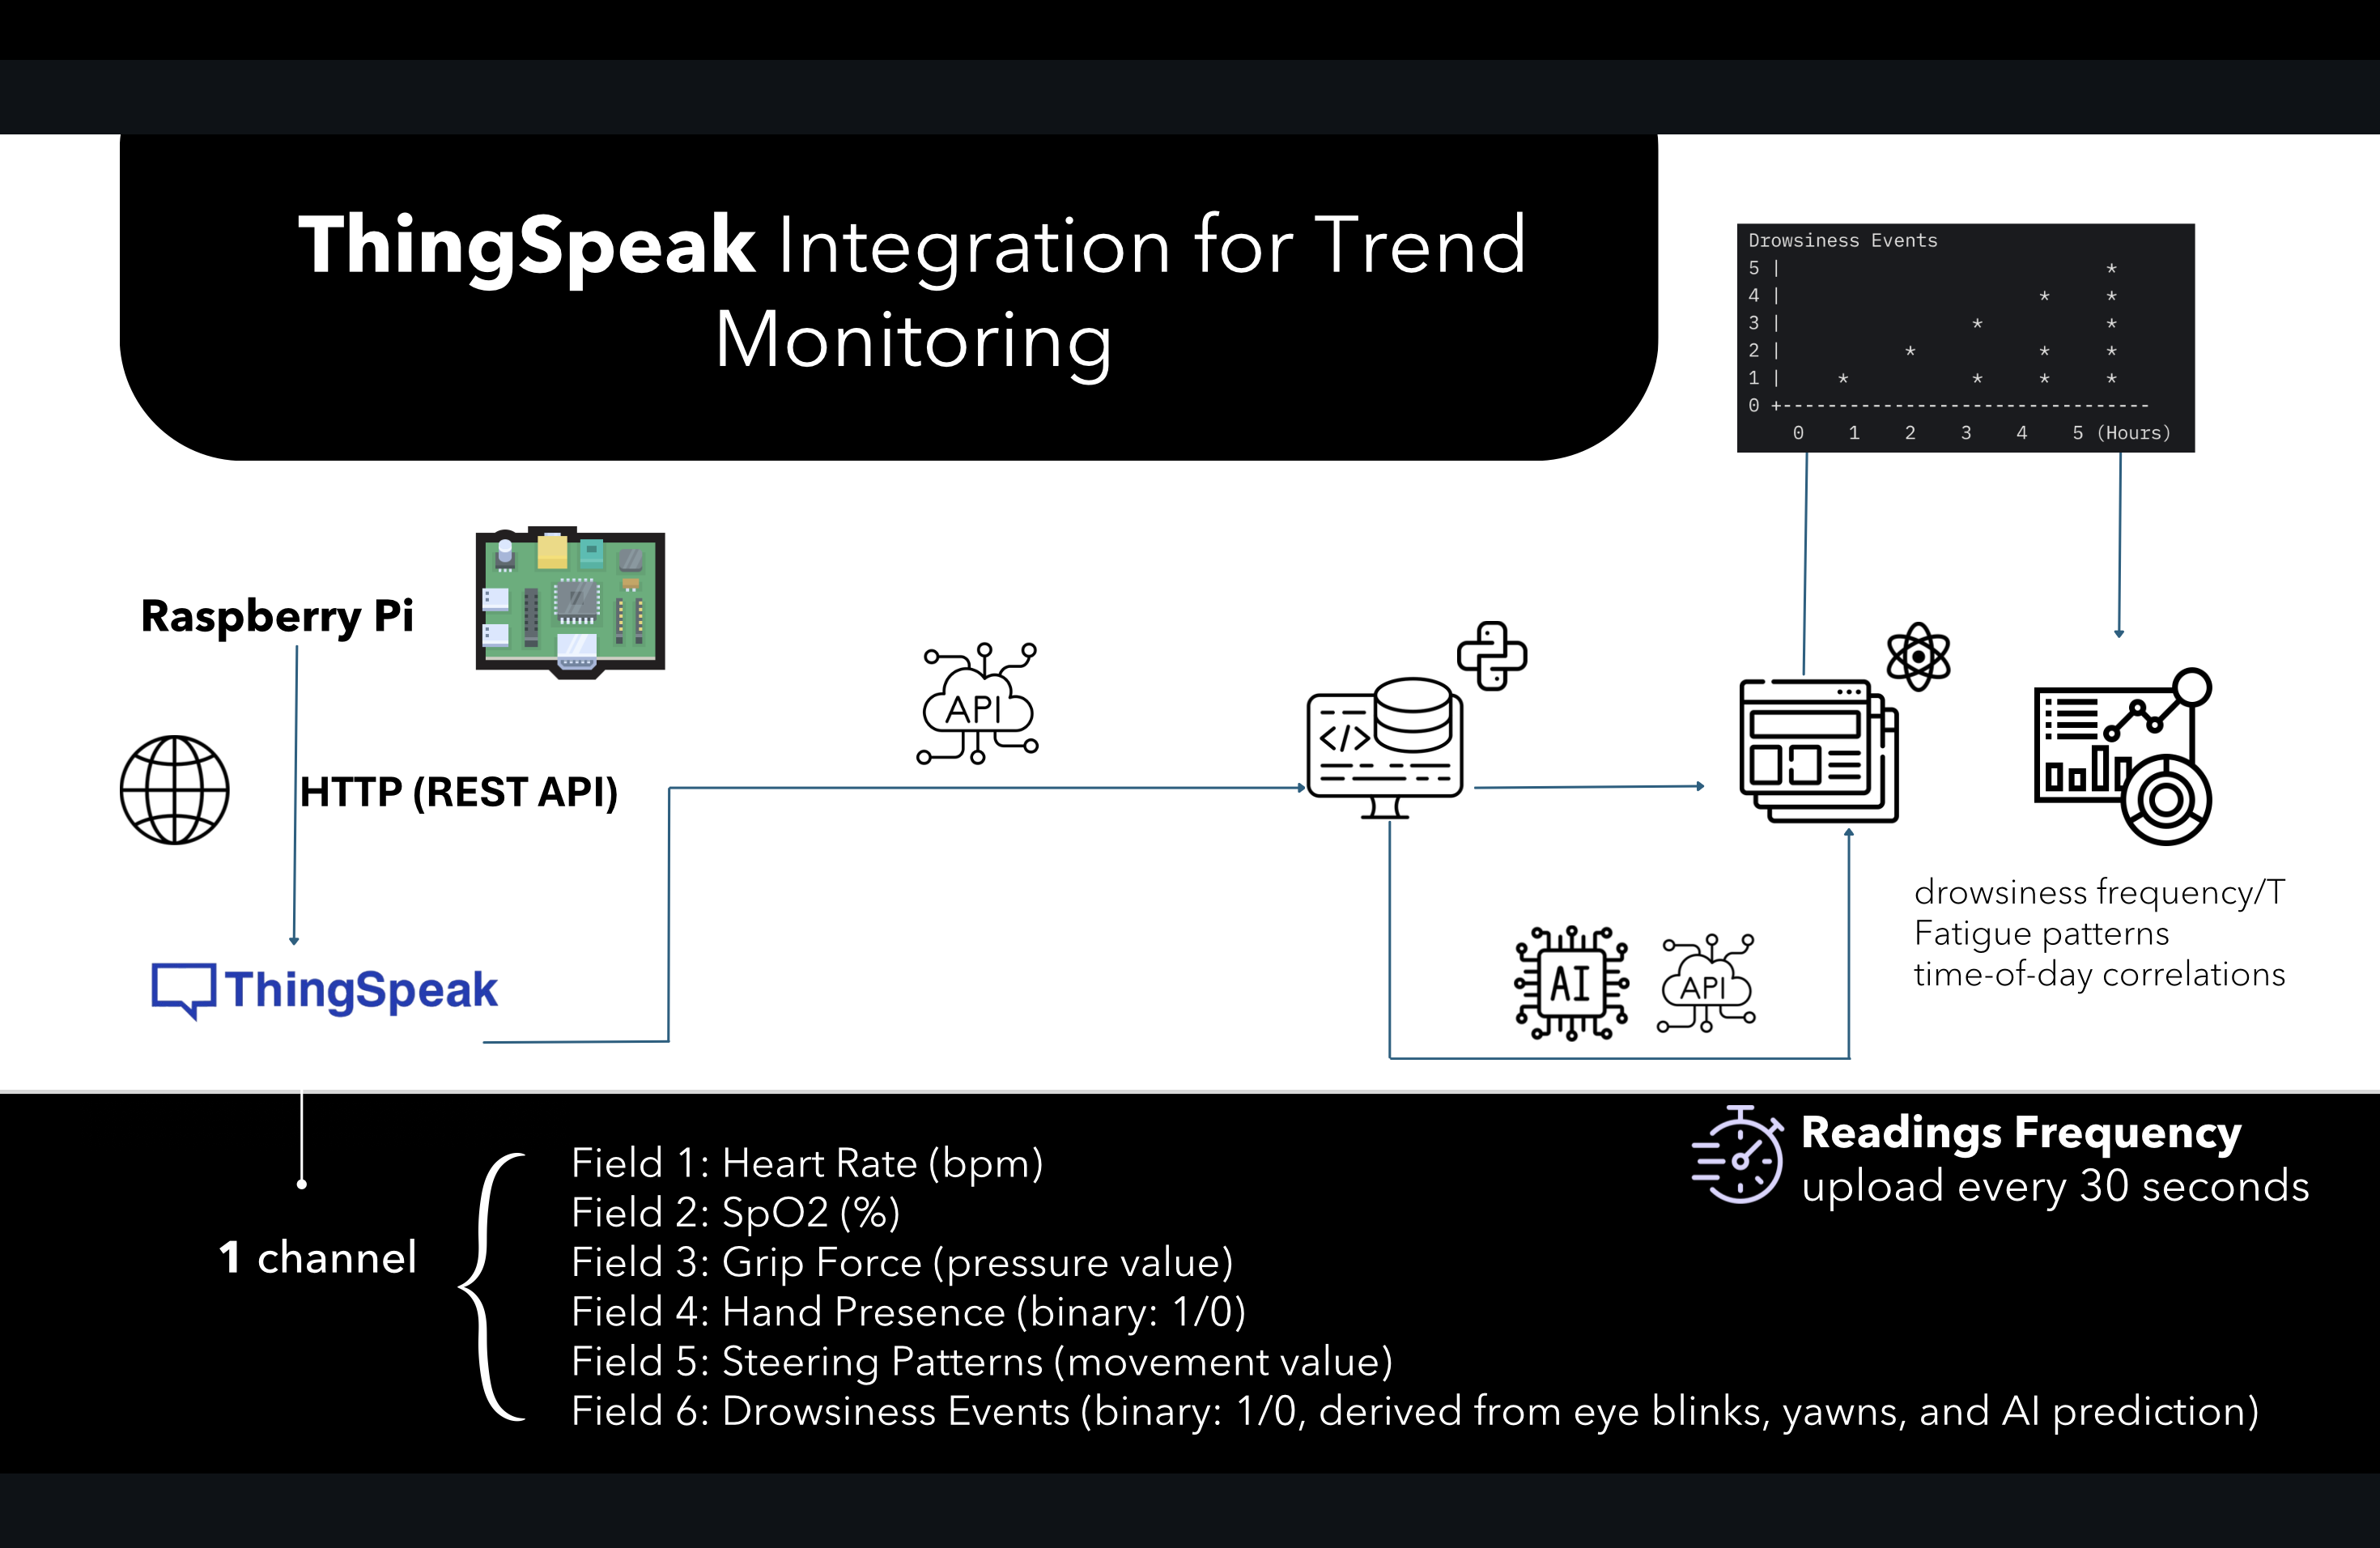 ThingSpeak Integration for Trend
Monitoring
Drowsiness Events
5 | *
4 | * *
3 | * *
2 | * * *
1 | * * * *
0 +---------------------------------
0 1 2 3 4 5 (Hours)
Raspberry Pi
HTTP (REST API)
ThingSpeak
API
</>
AI
API
drowsiness frequency/T
Fatigue patterns
time-of-day correlations
1 channel
Field 1: Heart Rate (bpm)
Field 2: SpO2 (%)
Field 3: Grip Force (pressure value)
Field 4: Hand Presence (binary: 1/0)
Field 5: Steering Patterns (movement value)
Field 6: Drowsiness Events (binary: 1/0, derived from eye blinks, yawns, and AI prediction)
Readings Frequency
upload every 30 seconds